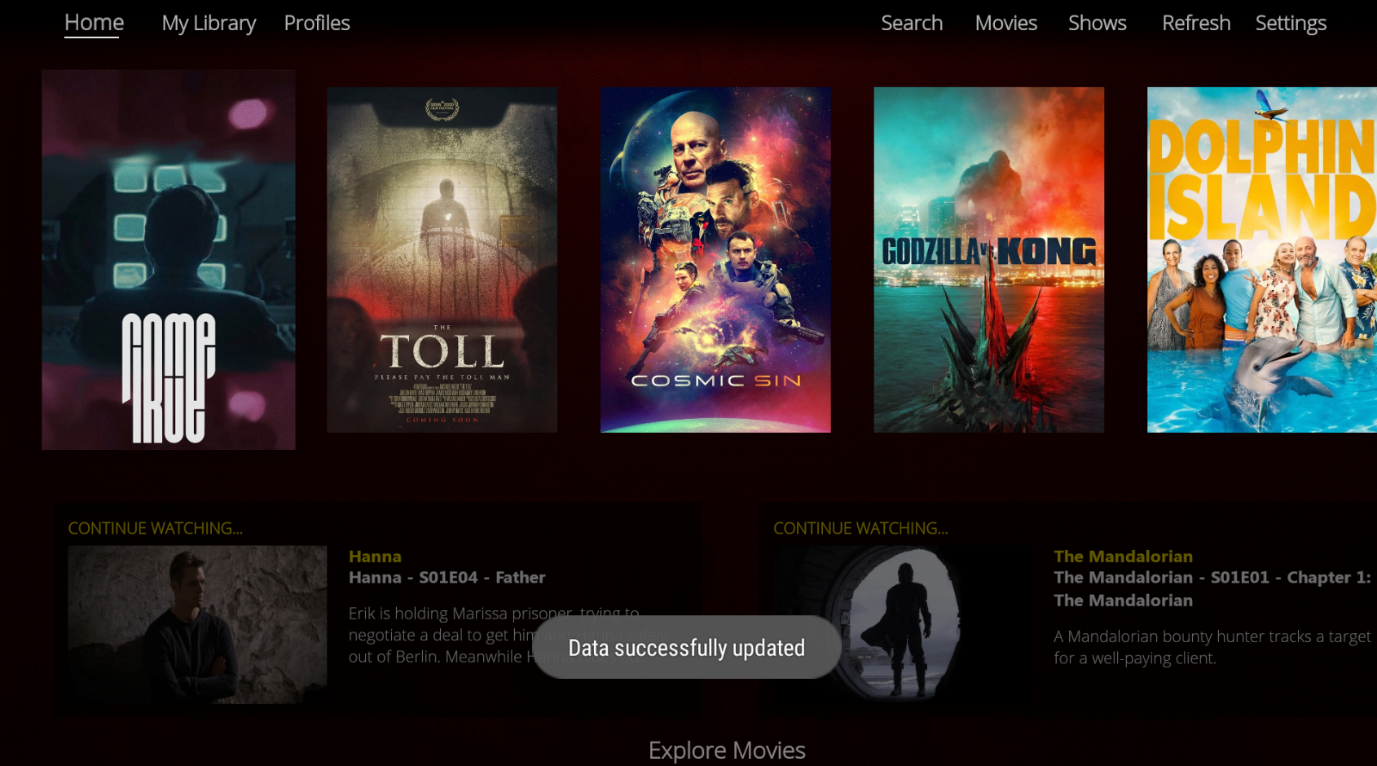 Home My Library Profiles Search Movies Shows Refresh Settings
COME
TRUE
THE
TOLL
PLEASE PAY THE TOLL MAN
COMING SOON
COSMIC SIN
GODZILLA vs. KONG
DOLPHIN
ISLAND
CONTINUE WATCHING...
Hanna
Hanna - S01E04 - Father
Erik is holding Marissa prisoner, trying to
negotiate a deal to get him
out of Berlin. Meanwhile
CONTINUE WATCHING...
The Mandalorian
The Mandalorian - S01E01 - Chapter 1:
The Mandalorian
A Mandalorian bounty hunter tracks a target
for a well-paying client.
Data successfully updated
Explore Movies